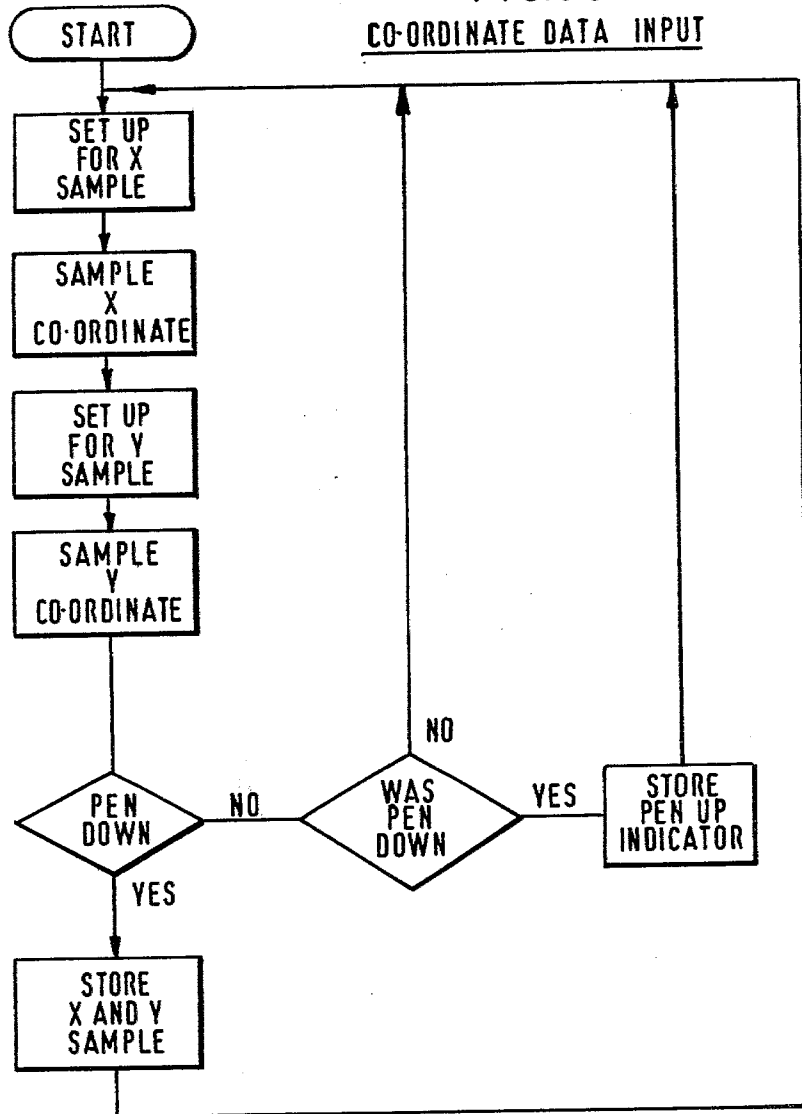 START
CO-ORDINATE DATA INPUT
SET UP
FOR X
SAMPLE
SAMPLE
X
CO-ORDINATE
SET UP
FOR Y
SAMPLE
SAMPLE
Y
CO-ORDINATE
PEN
DOWN
NO
WAS
PEN
DOWN
NO
YES
STORE
PEN UP
INDICATOR
YES
STORE
X AND Y
SAMPLE